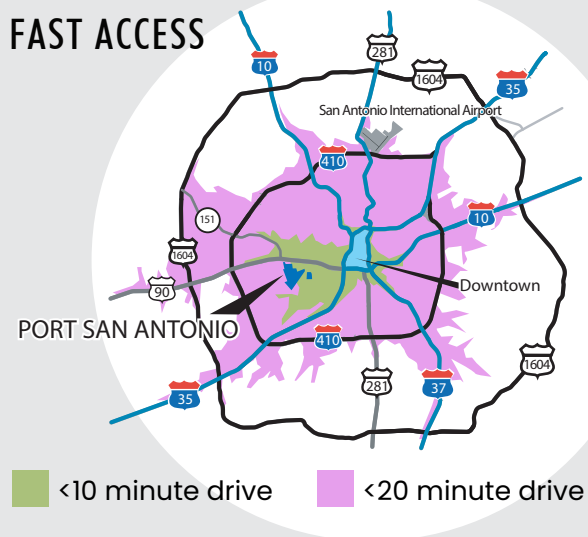 FAST ACCESS
281
10
1604
35
San Antonio International Airport
410
10
151
1604
90
Downtown
PORT SAN ANTONIO
410
1604
281
37
35
<10 minute drive
<20 minute drive